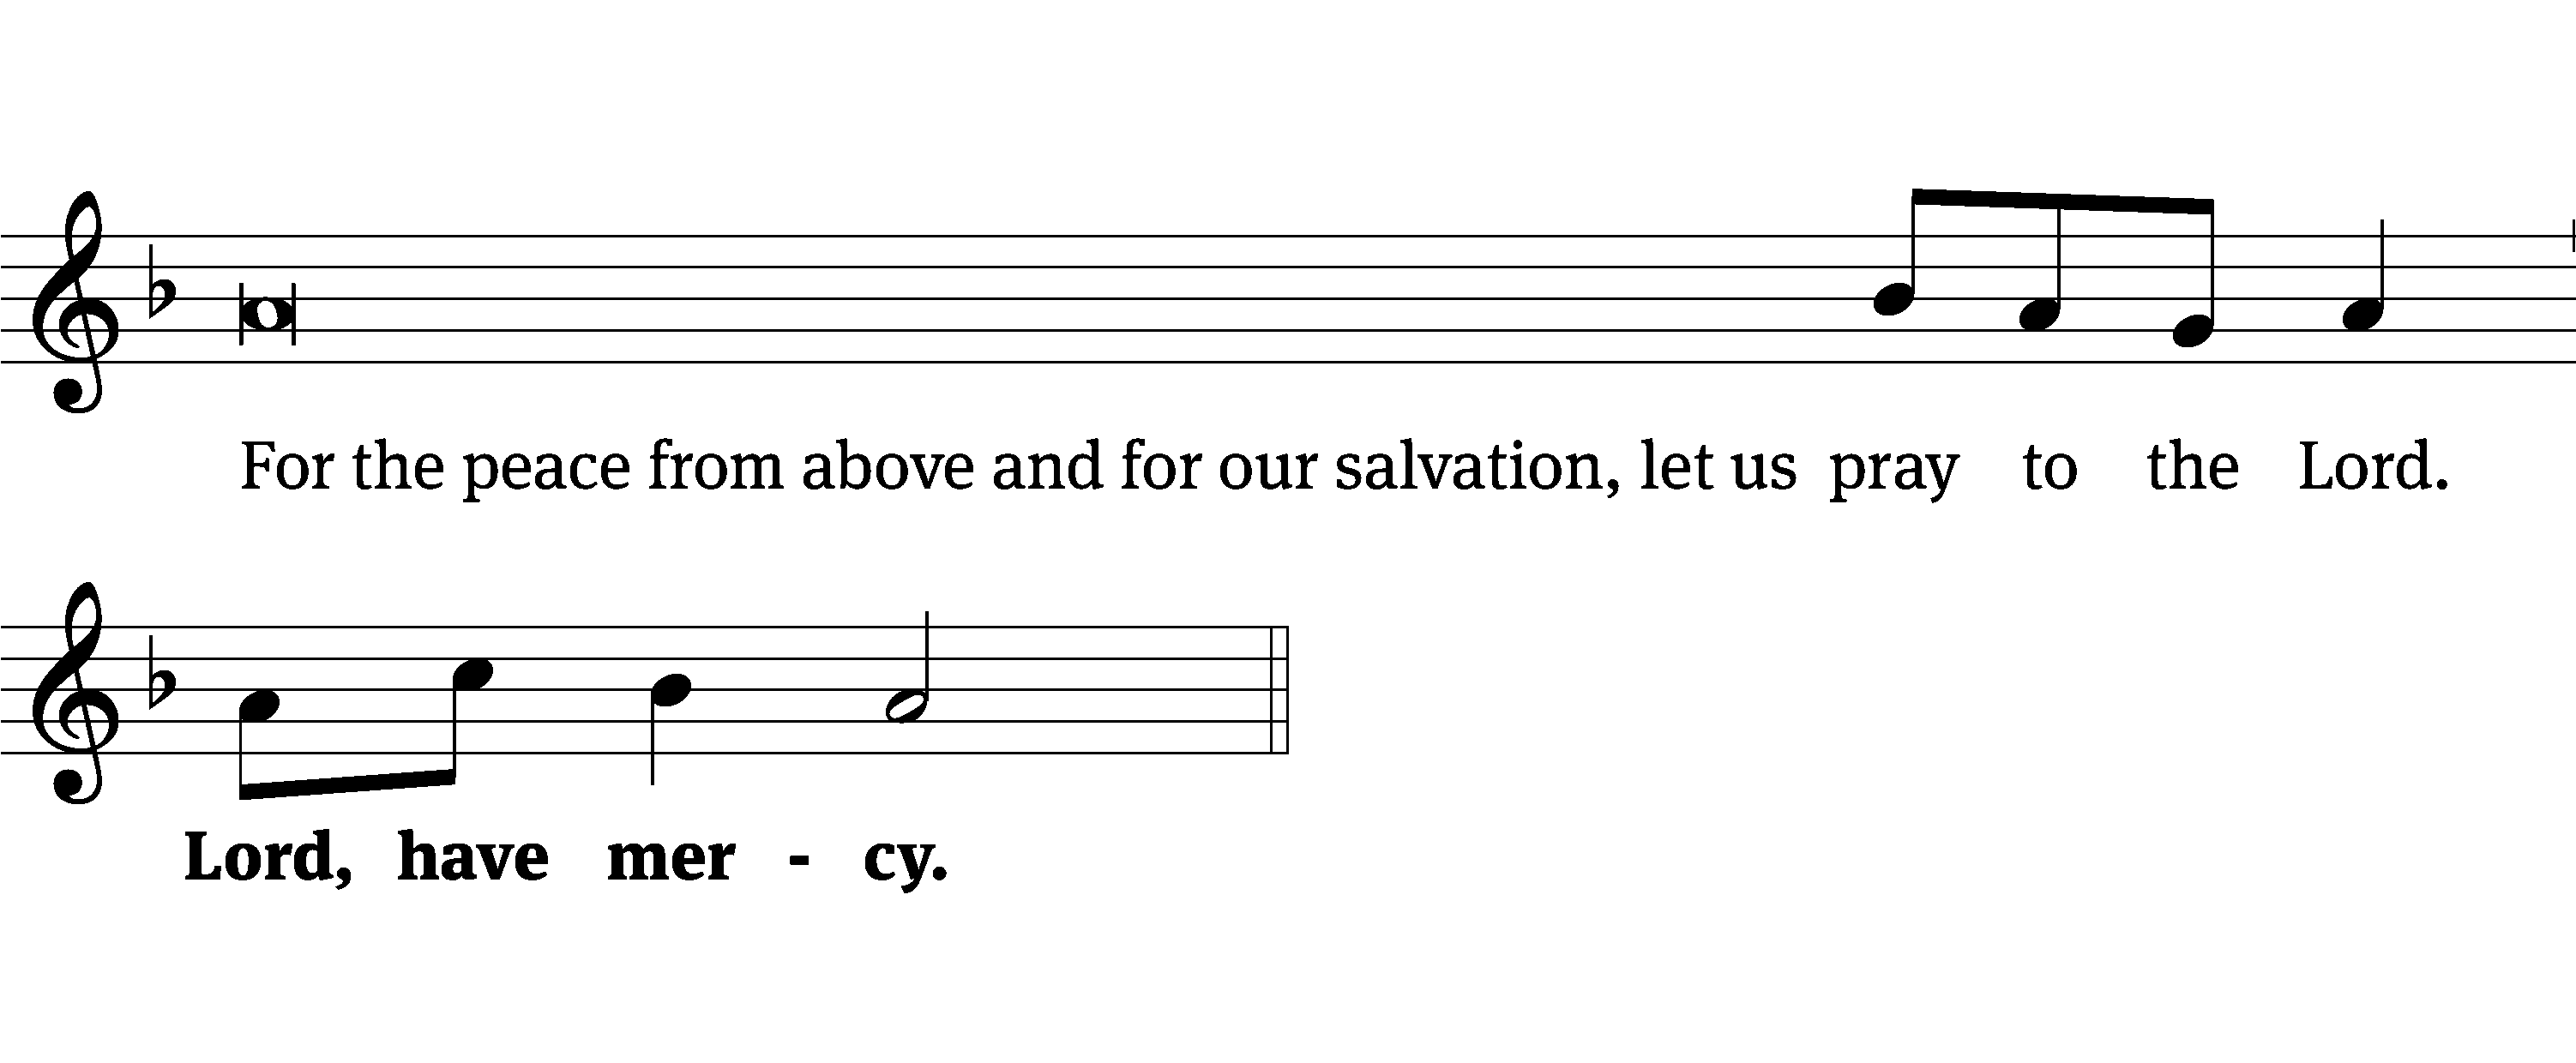 For the peace from above and for our salvation, let us pray to the Lord.
Lord, have mer - cy.